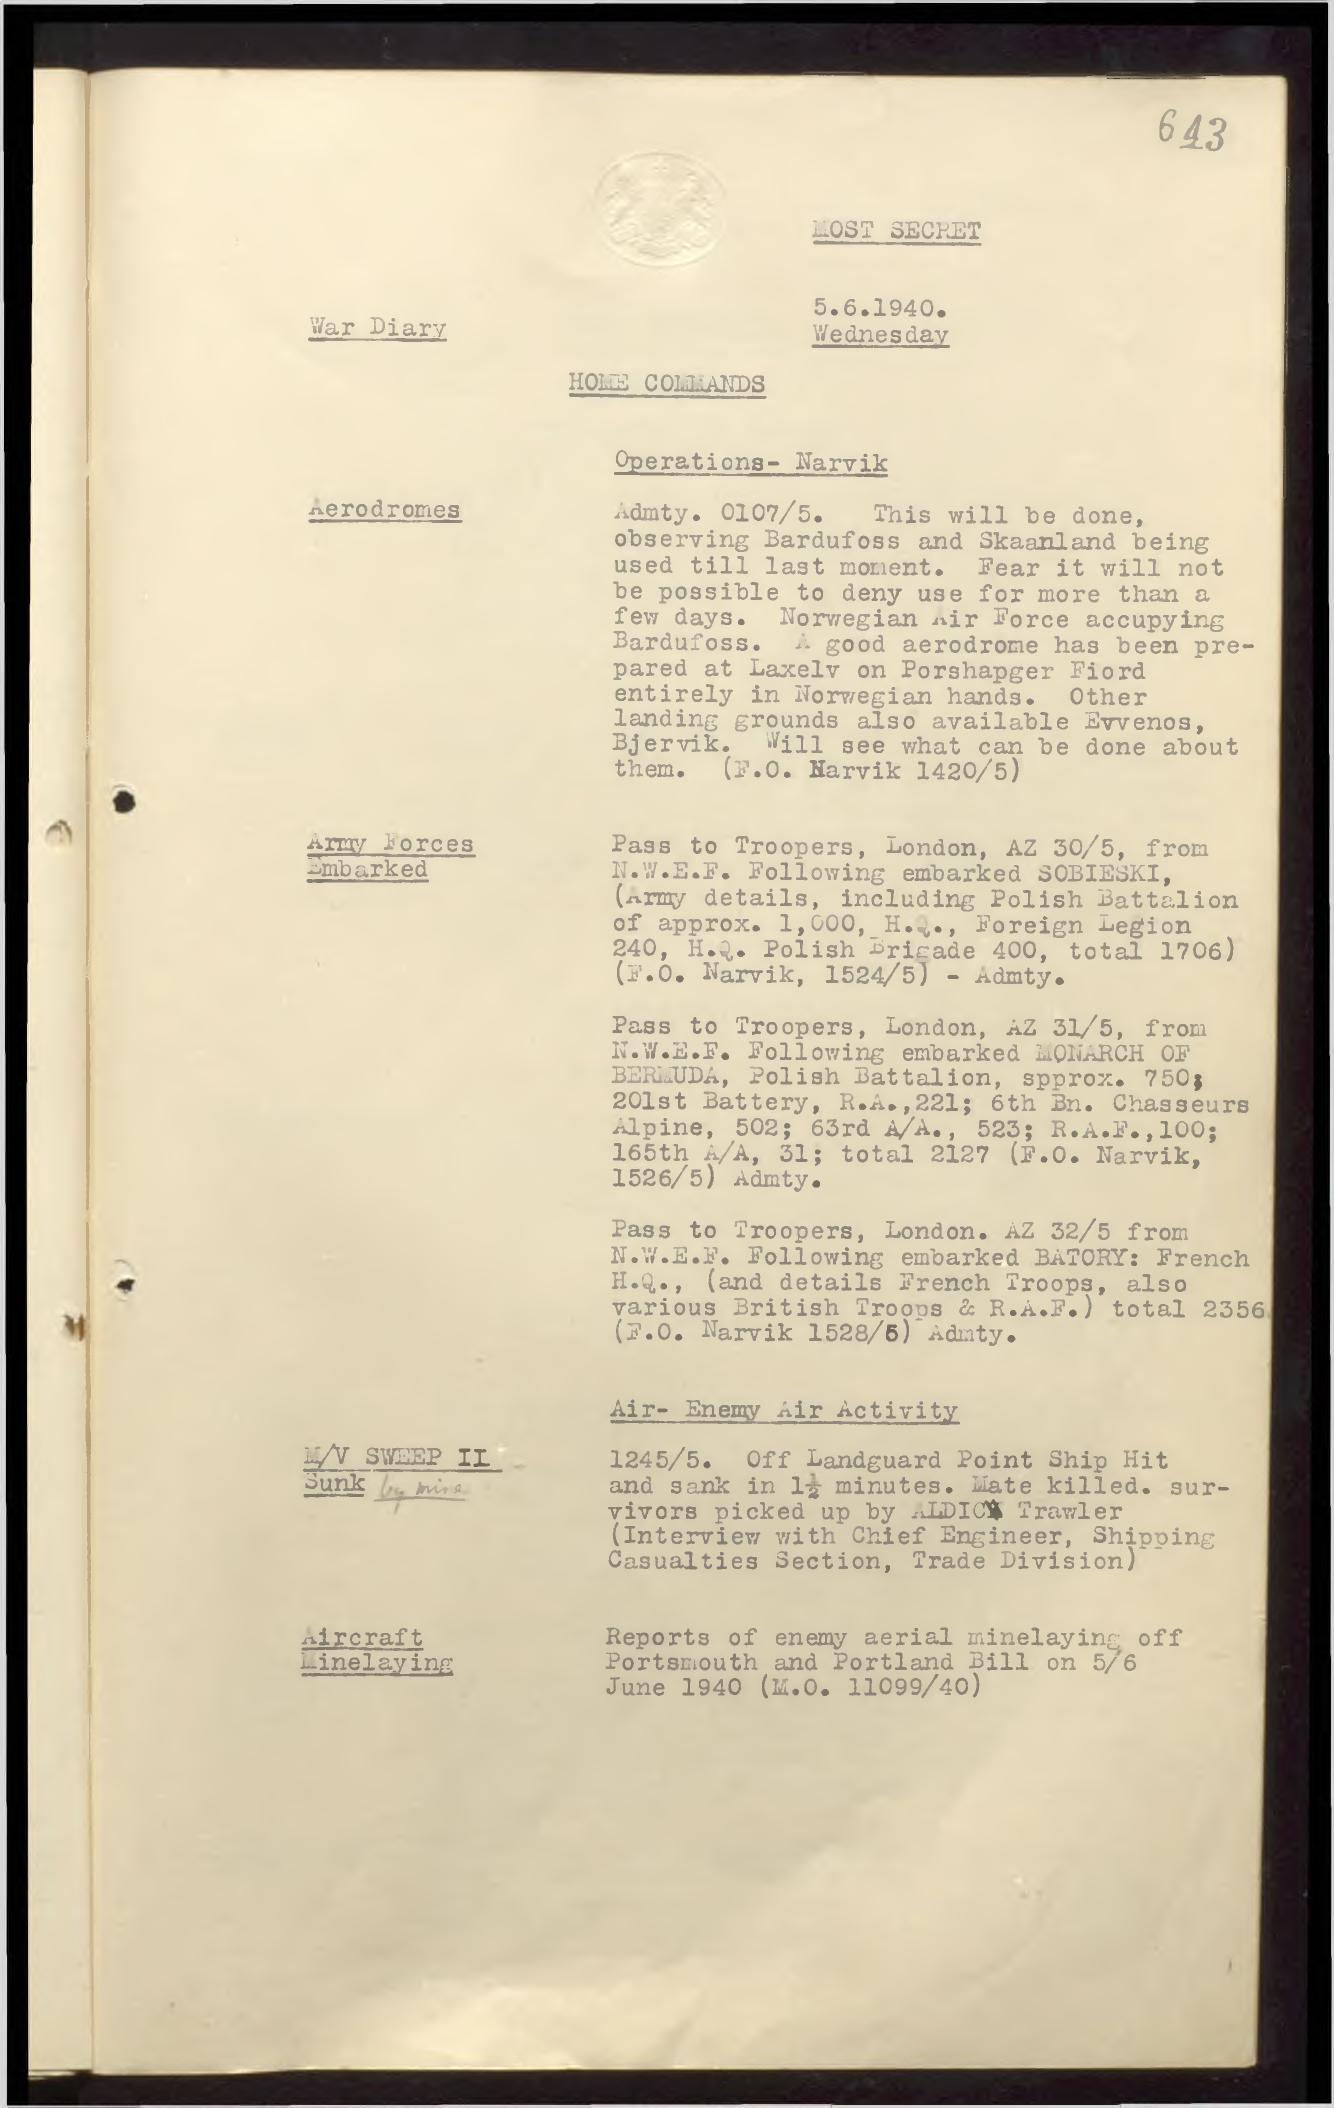 643
MOST SECRET
5.6.1940.
War Diary
Wednesday
HOME COMMANDS
Operations- Narvik
Aerodromes
Admty. 0107/5.   This will be done,
observing Bardufoss and Skaanland being
used till last moment.  Fear it will not
be possible to deny use for more than a
few days.  Norwegian Air Force accupying
Bardufoss.  A good aerodrome has been pre-
pared at Laxelv on Porshapger Fiord
entirely in Norwegian hands.  Other
landing grounds also available Evvenos,
Bjervik.  Will see what can be done about
them.  (F.O. Narvik 1420/5)
Army Forces
Embarked
Pass to Troopers, London, AZ 30/5, from
N.W.E.F. Following embarked SOBIESKI,
(Army details, including Polish Battalion
of approx. 1,000, H.Q., Foreign Legion
240, H.Q. Polish Brigade 400, total 1706)
(F.O. Narvik, 1524/5) - Admty.
Pass to Troopers, London, AZ 31/5, from
N.W.E.F. Following embarked MONARCH OF
BERMUDA, Polish Battalion, spprox. 750;
201st Battery, R.A.,221; 6th Bn. Chasseurs
Alpine, 502; 63rd A/A., 523; R.A.F.,100;
165th A/A, 31; total 2127 (F.O. Narvik,
1526/5) Admty.
Pass to Troopers, London. AZ 32/5 from
N.W.E.F. Following embarked BATORY: French
H.Q., (and details French Troops, also
various British Troops & R.A.F.) total 2356
(F.O. Narvik 1528/5) Admty.
Air- Enemy Air Activity
M/V SWEEP II
Sunk by mine
1245/5.  Off Landguard Point Ship Hit
and sank in 1½ minutes. Mate killed. sur-
vivors picked up by Trawler
(Interview with Chief Engineer, Shipping
Casualties Section, Trade Division)
Aircraft
Minelaying
Reports of enemy aerial minelaying off
Portsmouth and Portland Bill on 5/6
June 1940 (M.O. 11099/40)